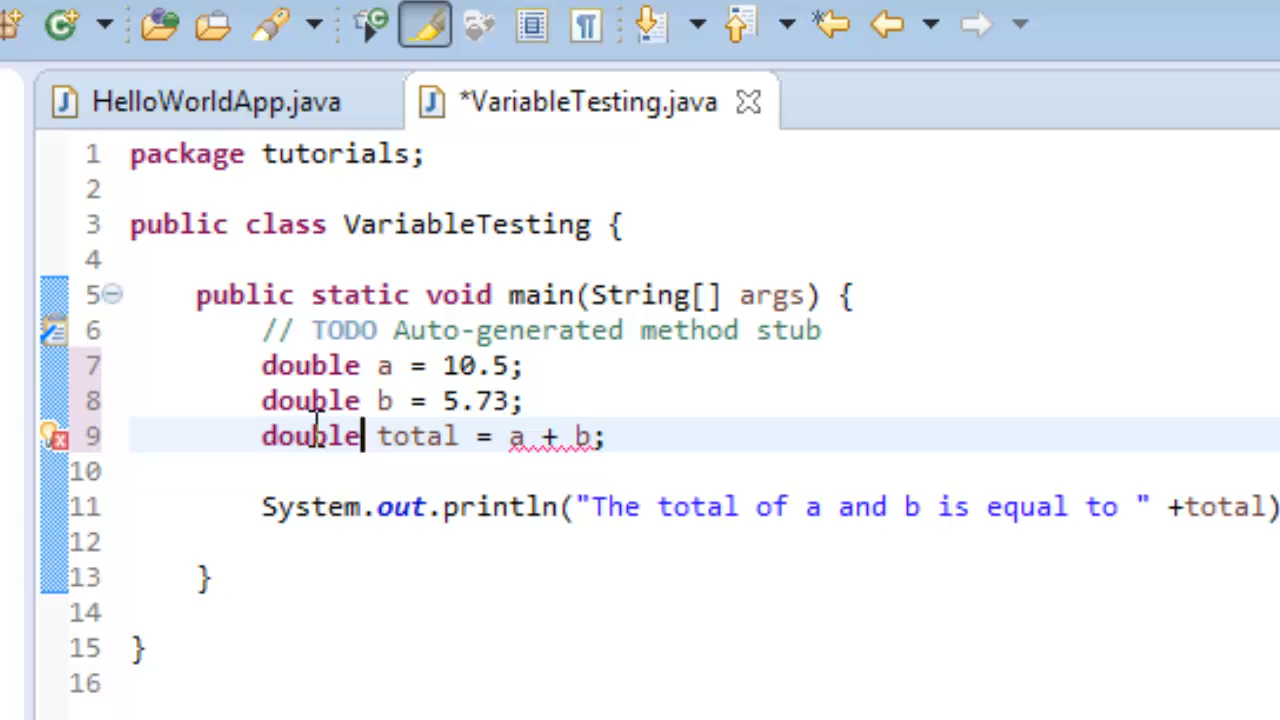 HelloWorldApp.java
*VariableTesting.java
1 package tutorials;
2
3 public class VariableTesting {
4
5 public static void main(String[] args) {
6 // TODO Auto-generated method stub
7 double a = 10.5;
8 double b = 5.73;
9 double total = a + b;
10
11 System.out.println("The total of a and b is equal to " +total)
12
13 }
14
15 }
16